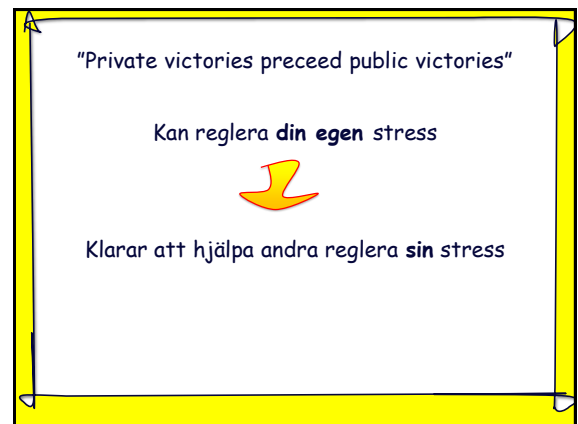 ”Private victories preceed public victories”
Kan reglera din egen stress
Klarar att hjälpa andra reglera sin stress